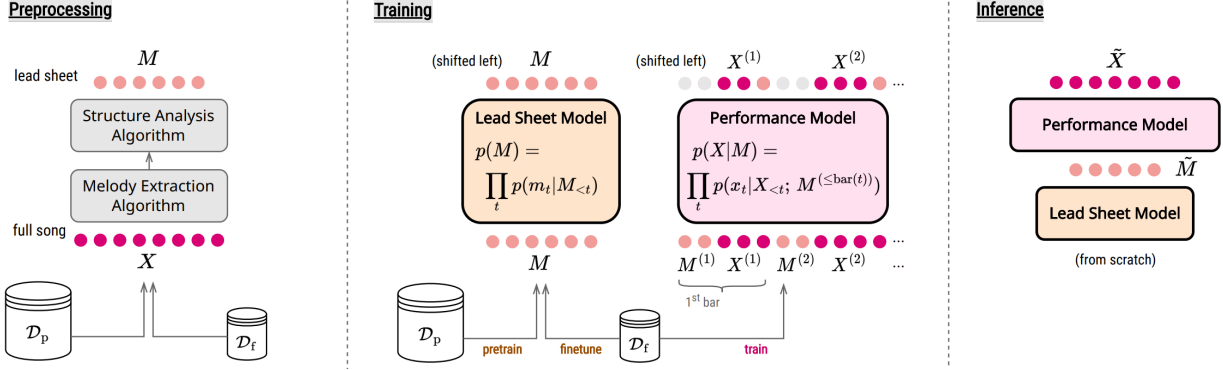 Preprocessing
M
lead sheet
Structure Analysis
Algorithm
Melody Extraction
Algorithm
full song
X
𝒟p
𝒟f
Training
(shifted left) M
Lead Sheet Model
p(M) =
∏t p(mt|M<t)
M
(shifted left) X(1) X(2) ...
Performance Model
p(X|M) =
∏t p(xt|X<t; M(≤bar(t)))
...
M(1) X(1) M(2) X(2) ...
1st bar
𝒟p
pretrain
finetune
𝒟f
train
Inference
X̃
Performance Model
M̃
Lead Sheet Model
(from scratch)